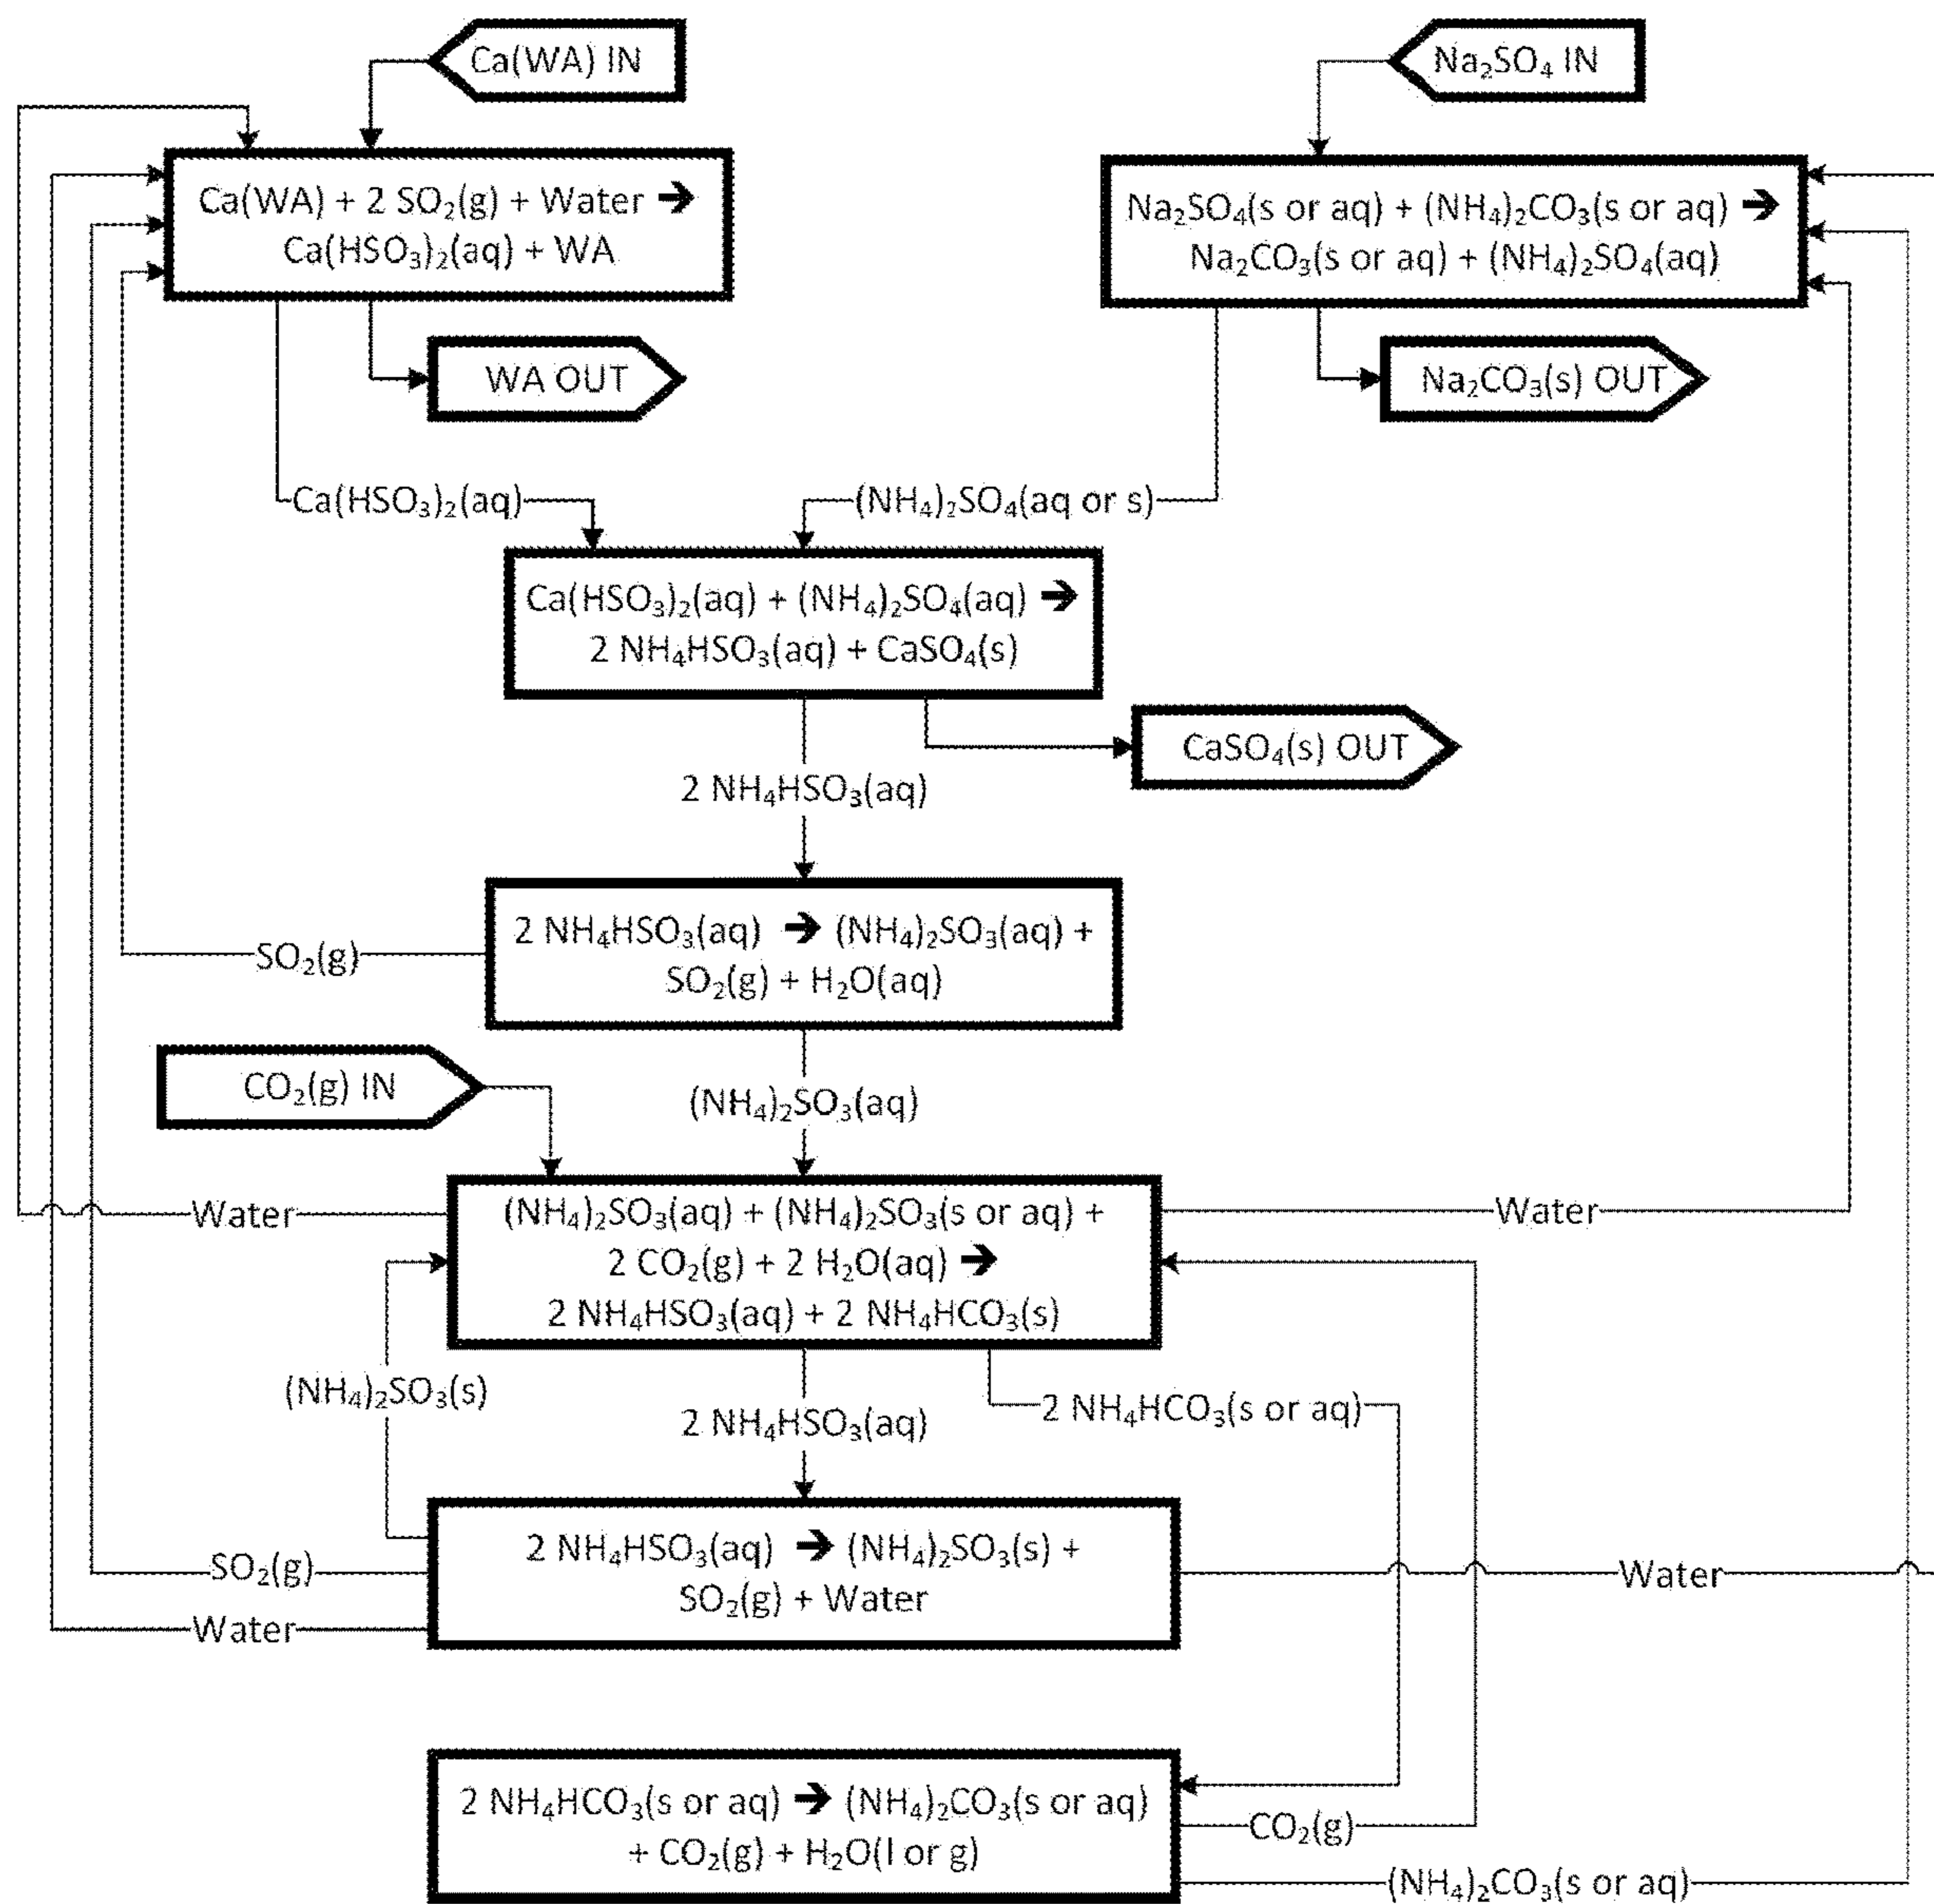 Ca(WA) IN
Na₂SO₄ IN
Ca(WA) + 2 SO₂(g) + Water ➔
Ca(HSO₃)₂(aq) + WA
Na₂SO₄(s or aq) + (NH₄)₂CO₃(s or aq) ➔
Na₂CO₃(s or aq) + (NH₄)₂SO₄(aq)
WA OUT
Na₂CO₃(s) OUT
Ca(HSO₃)₂(aq)
(NH₄)₂SO₄(aq or s)
Ca(HSO₃)₂(aq) + (NH₄)₂SO₄(aq) ➔
2 NH₄HSO₃(aq) + CaSO₄(s)
CaSO₄(s) OUT
2 NH₄HSO₃(aq)
2 NH₄HSO₃(aq) ➔ (NH₄)₂SO₃(aq) +
SO₂(g) + H₂O(aq)
SO₂(g)
CO₂(g) IN
(NH₄)₂SO₃(aq)
Water
(NH₄)₂SO₃(aq) + (NH₄)₂SO₃(s or aq) +
2 CO₂(g) + 2 H₂O(aq) ➔
2 NH₄HSO₃(aq) + 2 NH₄HCO₃(s)
Water
(NH₄)₂SO₃(s)
2 NH₄HSO₃(aq)
2 NH₄HCO₃(s or aq)
2 NH₄HSO₃(aq) ➔ (NH₄)₂SO₃(s) +
SO₂(g) + Water
SO₂(g)
Water
Water
2 NH₄HCO₃(s or aq) ➔ (NH₄)₂CO₃(s or aq)
+ CO₂(g) + H₂O(l or g)
CO₂(g)
(NH₄)₂CO₃(s or aq)